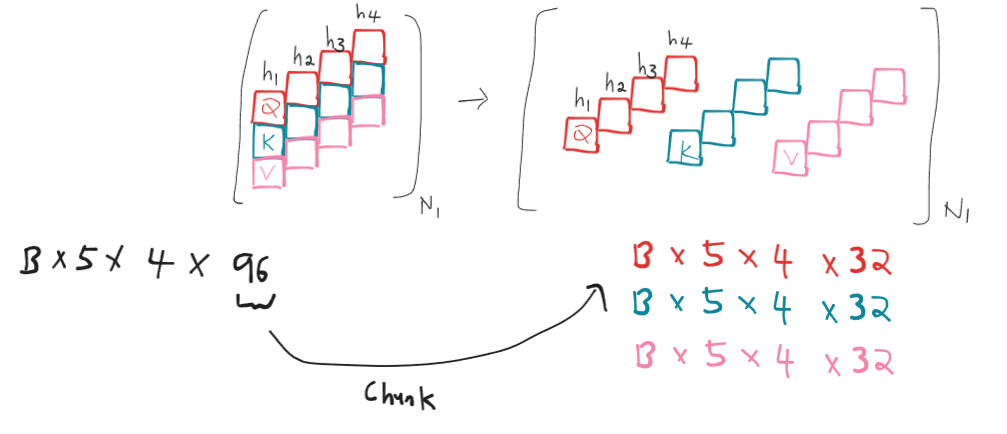 h4
h3
h2
h1
Q
K
V
N1
→
h4
h3
h2
h1
Q
K
V
N1
B × 5 × 4 × 96
B × 5 × 4 × 32
B × 5 × 4 × 32
B × 5 × 4 × 32
Chunk